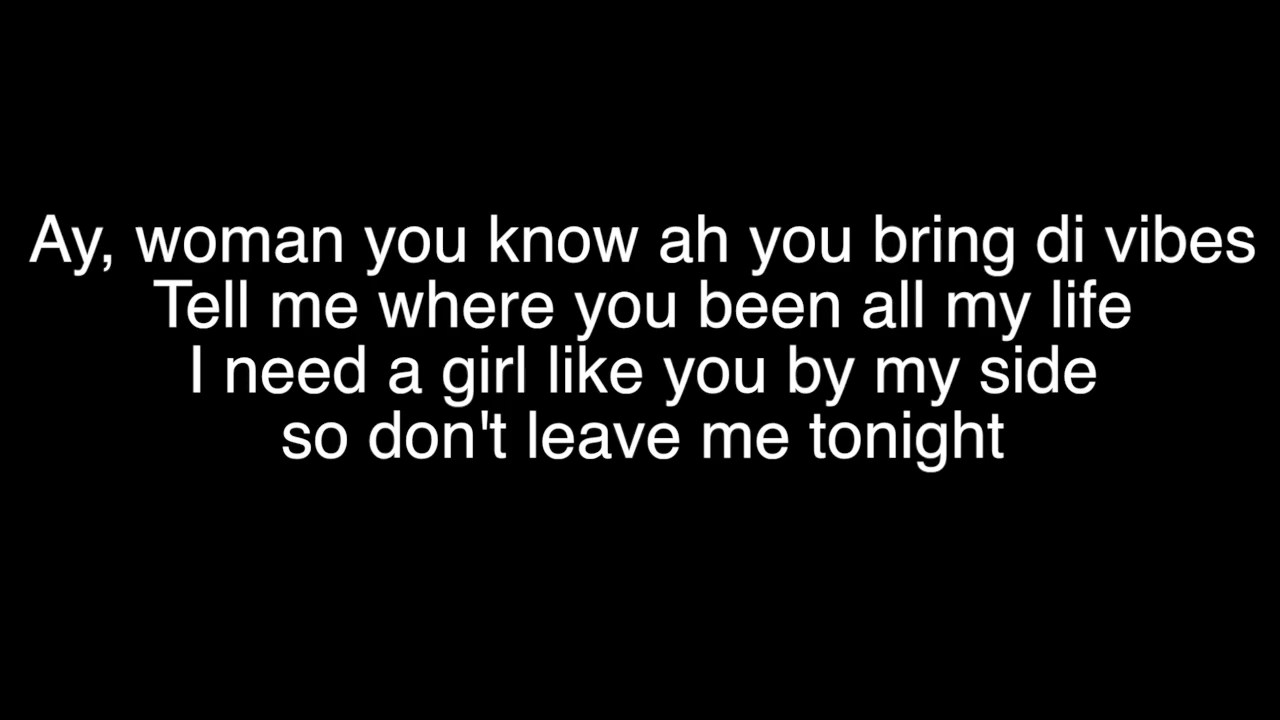 Ay, woman you know ah you bring di vibes
Tell me where you been all my life
I need a girl like you by my side
so don't leave me tonight